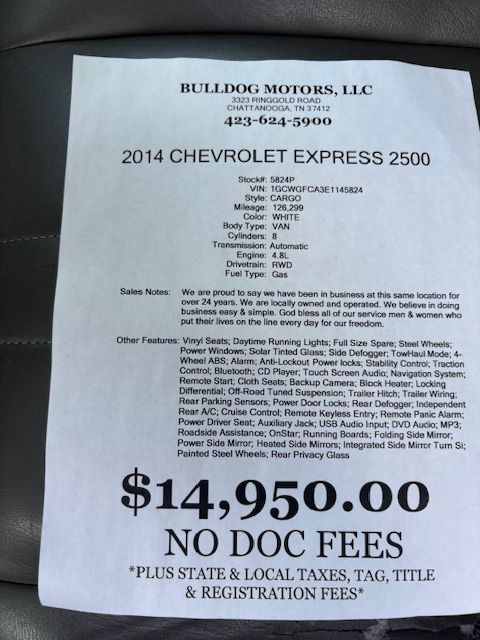 BULLDOG MOTORS, LLC
3323 RINGGOLD ROAD
CHATTANOOGA, TN 37412
423-624-5900
2014 CHEVROLET EXPRESS 2500
Stock#: 5824P
VIN: 1GCWGFCA3E1145824
Style: CARGO
Mileage: 126,299
Color: WHITE
Body Type: VAN
Cylinders: 8
Transmission: Automatic
Engine: 4.8L
Drivetrain: RWD
Fuel Type: Gas
Sales Notes: We are proud to say we have been in business at this same location for
over 24 years. We are locally owned and operated. We believe in doing
business easy & simple. God bless all of our service men & women who
put their lives on the line every day for our freedom.
Other Features: Vinyl Seats; Daytime Running Lights; Full Size Spare; Steel Wheels;
Power Windows; Solar Tinted Glass; Side Defogger; TowHaul Mode; 4-
Wheel ABS; Alarm; Anti-Lockout Power locks; Stability Control; Traction
Control; Bluetooth; CD Player; Touch Screen Audio; Navigation System;
Remote Start; Cloth Seats; Backup Camera; Block Heater; Locking
Differential; Off-Road Tuned Suspension; Trailer Hitch; Trailer Wiring;
Rear Parking Sensors; Power Door Locks; Rear Defogger; Independent
Rear A/C; Cruise Control; Remote Keyless Entry; Remote Panic Alarm;
Power Driver Seat; Auxiliary Jack; USB Audio Input; DVD Audio; MP3;
Roadside Assistance; OnStar; Running Boards; Folding Side Mirror;
Power Side Mirror; Heated Side Mirrors; Integrated Side Mirror Turn Si;
Painted Steel Wheels; Rear Privacy Glass
$14,950.00
NO DOC FEES
*PLUS STATE & LOCAL TAXES, TAG, TITLE
& REGISTRATION FEES*